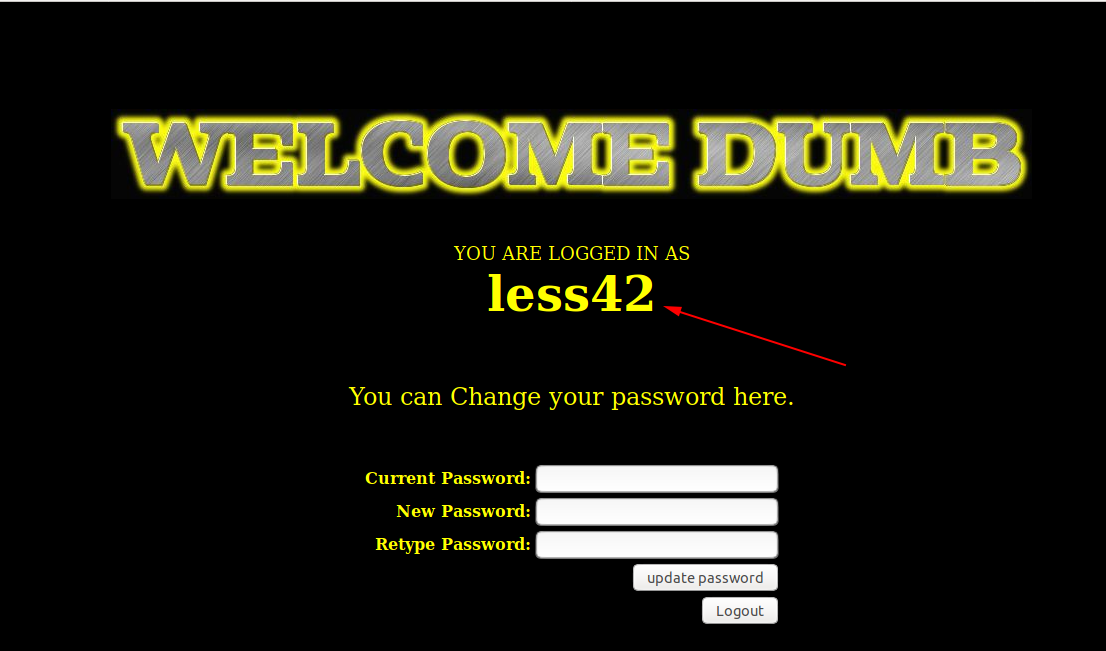 WELCOME DUMB
YOU ARE LOGGED IN AS
less42
You can Change your password here.
Current Password:
New Password:
Retype Password:
update password
Logout